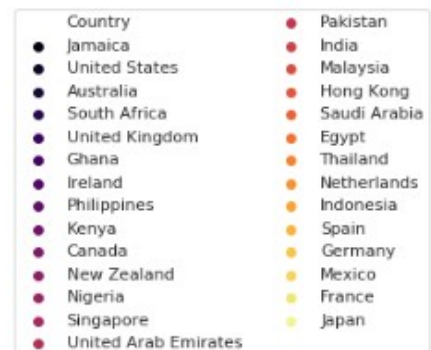 Country
Jamaica
United States
Australia
South Africa
United Kingdom
Ghana
Ireland
Philippines
Kenya
Canada
New Zealand
Nigeria
Singapore
United Arab Emirates
Pakistan
India
Malaysia
Hong Kong
Saudi Arabia
Egypt
Thailand
Netherlands
Indonesia
Spain
Germany
Mexico
France
Japan